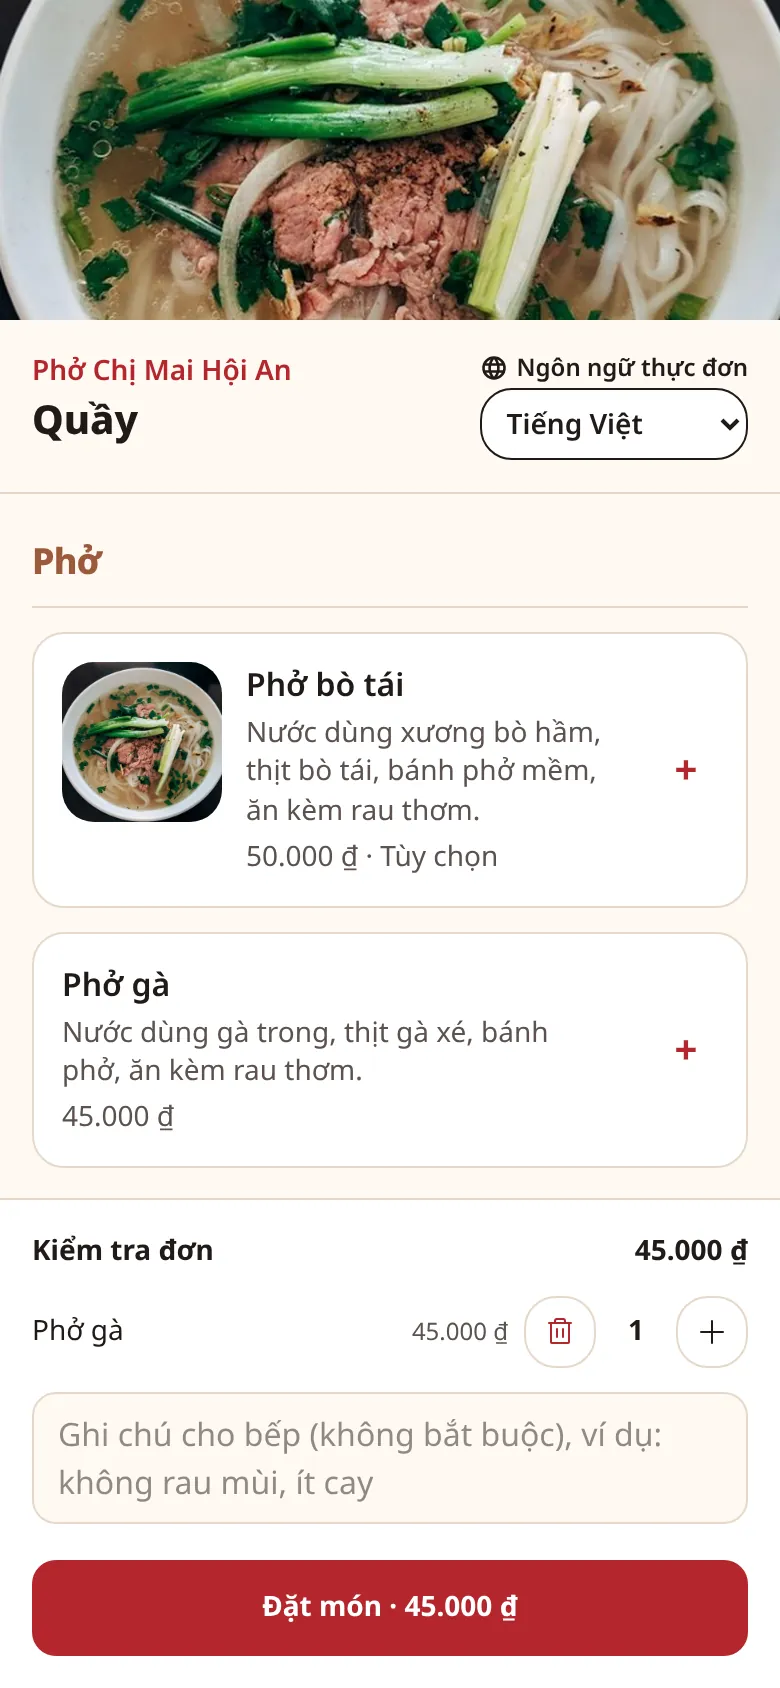 Phở Chị Mai Hội An
Quầy
Ngôn ngữ thực đơn
Tiếng Việt
Phở
Phở bò tái
Nước dùng xương bò hầm,
thịt bò tái, bánh phở mềm,
ăn kèm rau thơm.
50.000 ₫ · Tùy chọn
+
Phở gà
Nước dùng gà trong, thịt gà xé, bánh
phở, ăn kèm rau thơm.
45.000 ₫
+
Kiểm tra đơn 45.000 ₫
Phở gà 45.000 ₫ 1 +
Ghi chú cho bếp (không bắt buộc), ví dụ:
không rau mùi, ít cay
Đặt món · 45.000 ₫